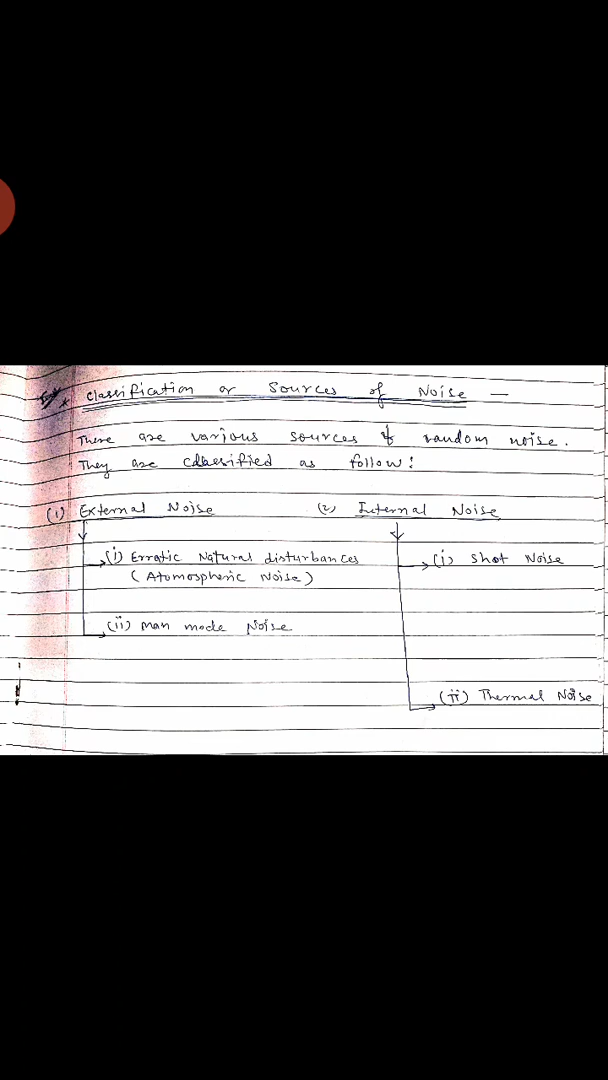 Classification or Sources of Noise —
There are various sources of random noise.
They are classified as follow:
(1) External Noise (2) Internal Noise
(i) Erratic Natural disturbances (i) Shot Noise
(Atomospheric Noise)
(ii) Man made Noise
(ii) Thermal Noise